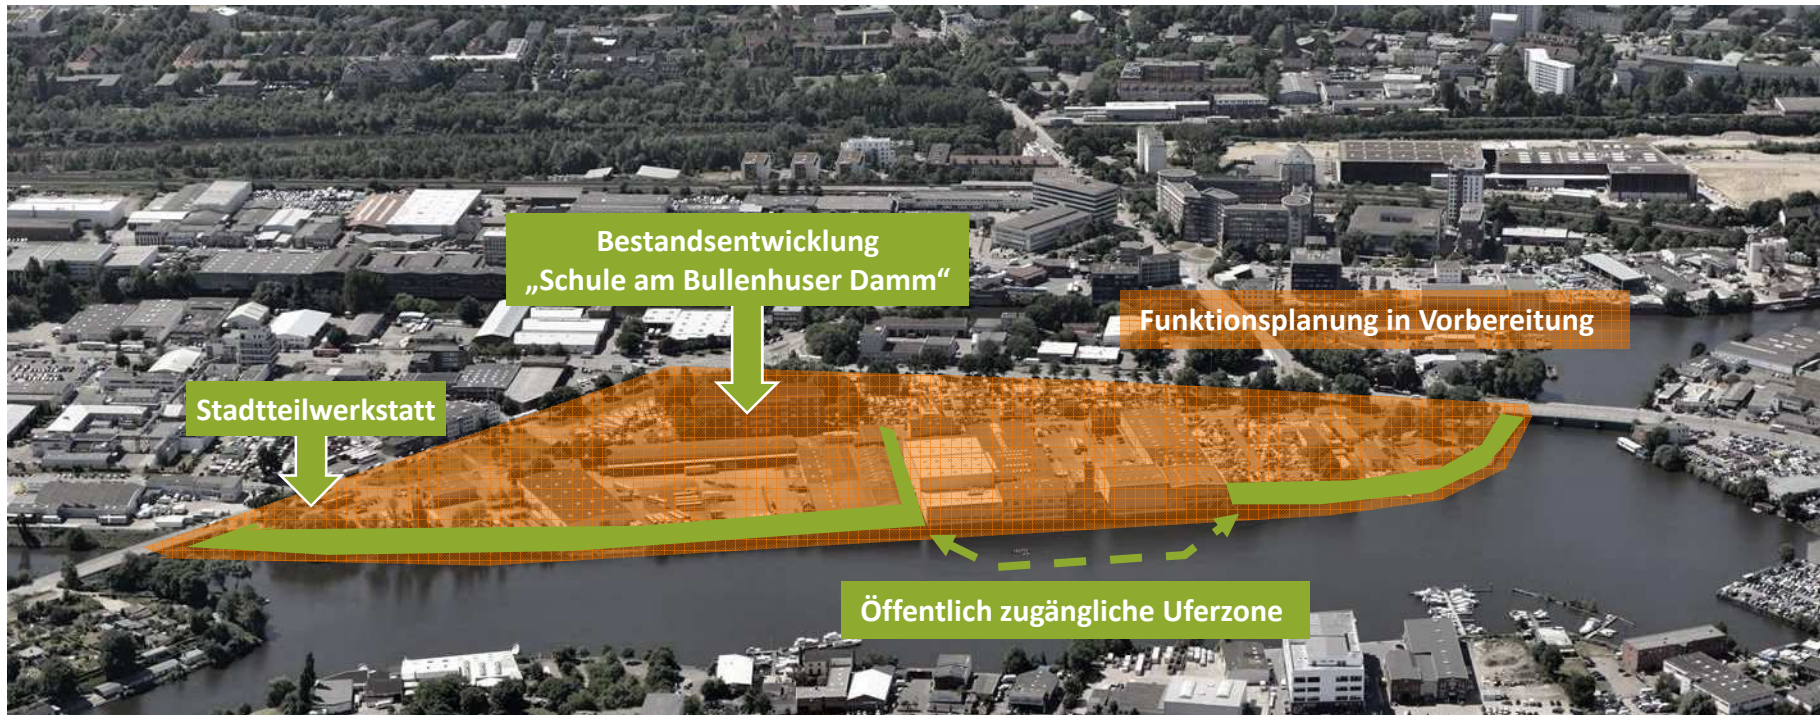 Bestandsentwicklung
„Schule am Bullenhuser Damm“
Funktionsplanung in Vorbereitung
Stadtteilwerkstatt
Öffentlich zugängliche Uferzone